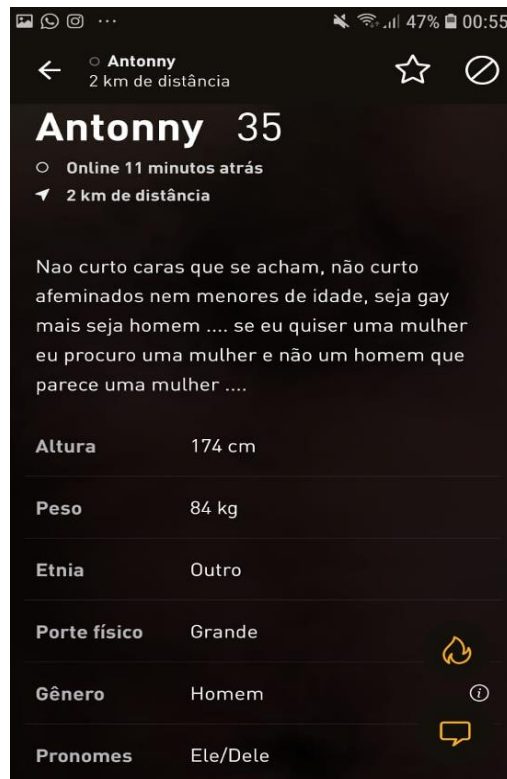 47% 00:55
Antonny
2 km de distância
Antonny 35
Online 11 minutos atrás
2 km de distância
Nao curto caras que se acham, não curto
afeminados nem menores de idade, seja gay
mais seja homem .... se eu quiser uma mulher
eu procuro uma mulher e não um homem que
parece uma mulher ....
Altura 174 cm
Peso 84 kg
Etnia Outro
Porte físico Grande
Gênero Homem
Pronomes Ele/Dele